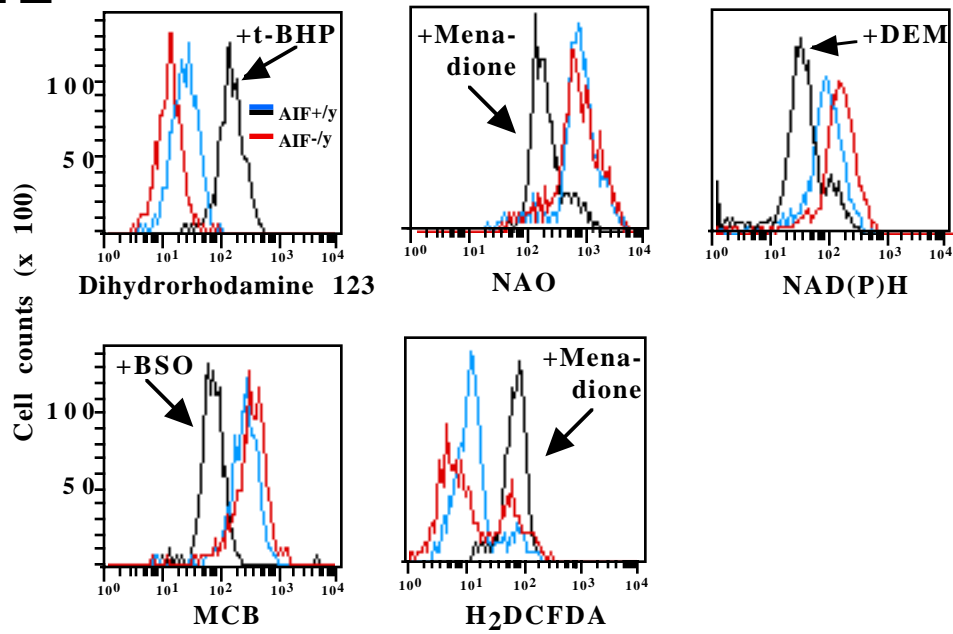 +t-BHP
100
50
AIF+/y
AIF-/y
10⁰ 10¹ 10² 10³ 10⁴
Dihydrorhodamine 123
+Mena-
dione
10⁰ 10¹ 10² 10³ 10⁴
NAO
+DEM
10⁰ 10¹ 10² 10³ 10⁴
NAD(P)H
Cell counts (x 100)
+BSO
100
50
10⁰ 10¹ 10² 10³ 10⁴
MCB
+Mena-
dione
10⁰ 10¹ 10² 10³ 10⁴
H₂DCFDA